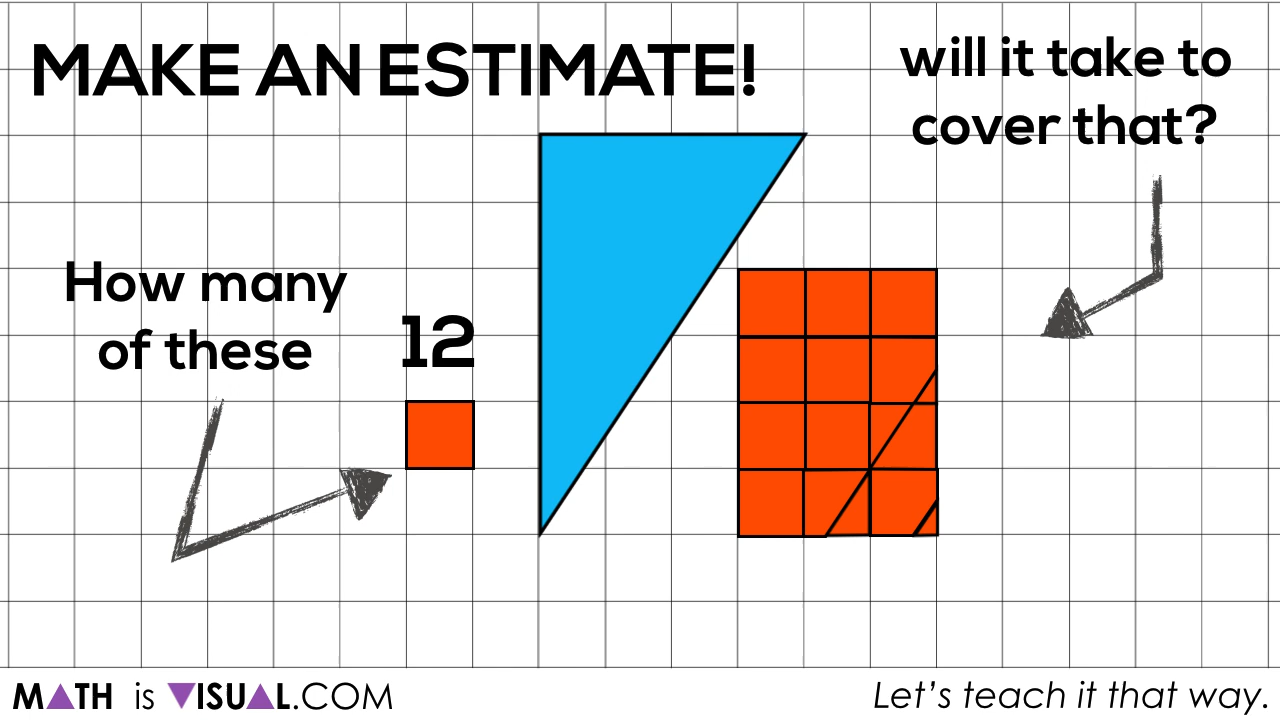 MAKE AN ESTIMATE!
How many
of these
12
will it take to
cover that?
MATH is VISUAL.COM
Let's teach it that way.